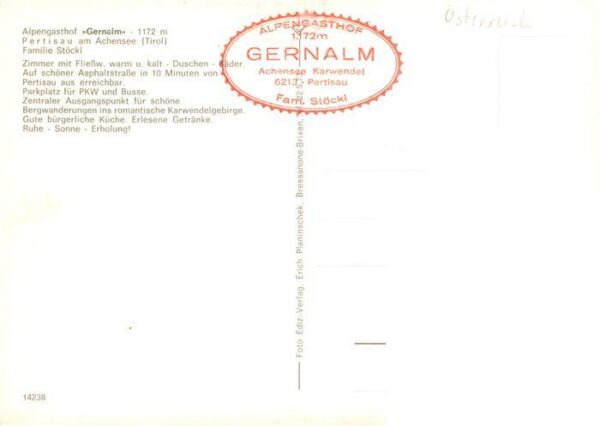 Alpengasthof »Gernalm« - 1172 m
Pertisau am Achensee (Tirol)
Familie Stöckl
Zimmer mit Fließw. warm u. kalt - Duschen - Bäder.
Auf schöner Asphaltstraße in 10 Minuten von
Pertisau aus erreichbar.
Parkplatz für PKW und Busse.
Zentraler Ausgangspunkt für schöne
Bergwanderungen ins romantische Karwendelgebirge.
Gute bürgerliche Küche. Erlesene Getränke.
Ruhe - Sonne - Erholung!
ALPENGASTHOF
1.172m
GERNALM
Achensee Karwendel
6213 - Pertisau
Fam. Stöckl
Österreich
Foto Ediz.-Verlag. Erich Planinschek. Bressanone-Brixen.
14238